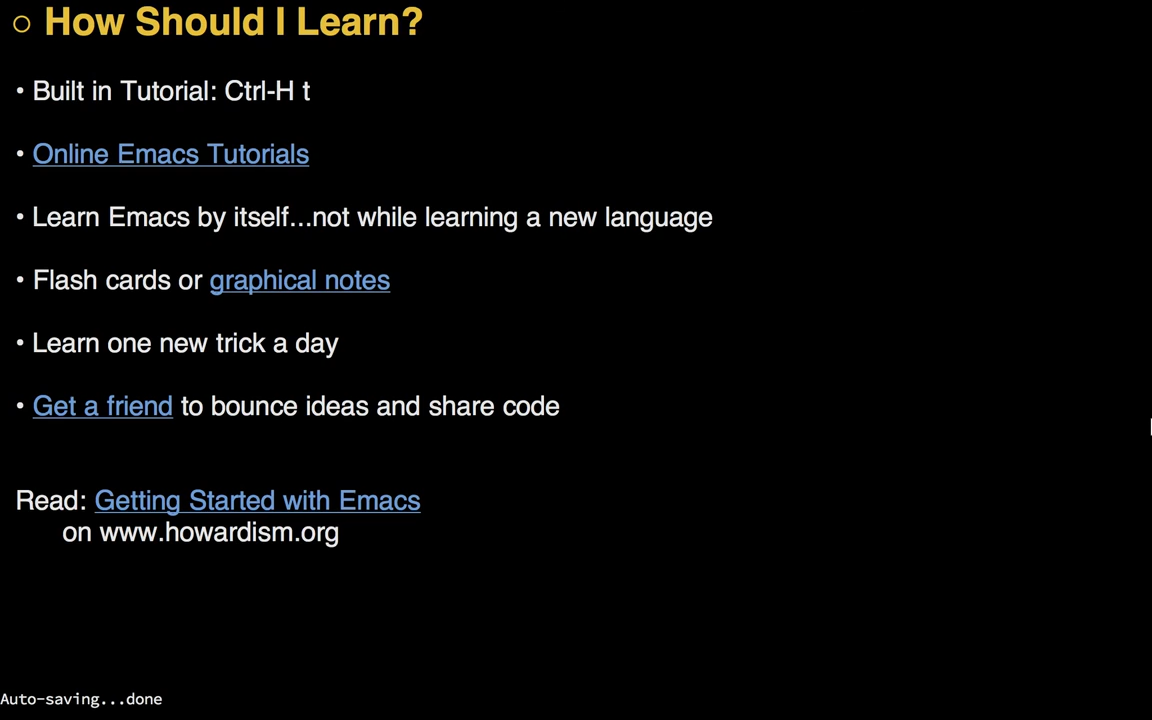 ○ How Should I Learn?
• Built in Tutorial: Ctrl-H t
• Online Emacs Tutorials
• Learn Emacs by itself...not while learning a new language
• Flash cards or graphical notes
• Learn one new trick a day
• Get a friend to bounce ideas and share code
Read: Getting Started with Emacs
on www.howardism.org
Auto-saving...done